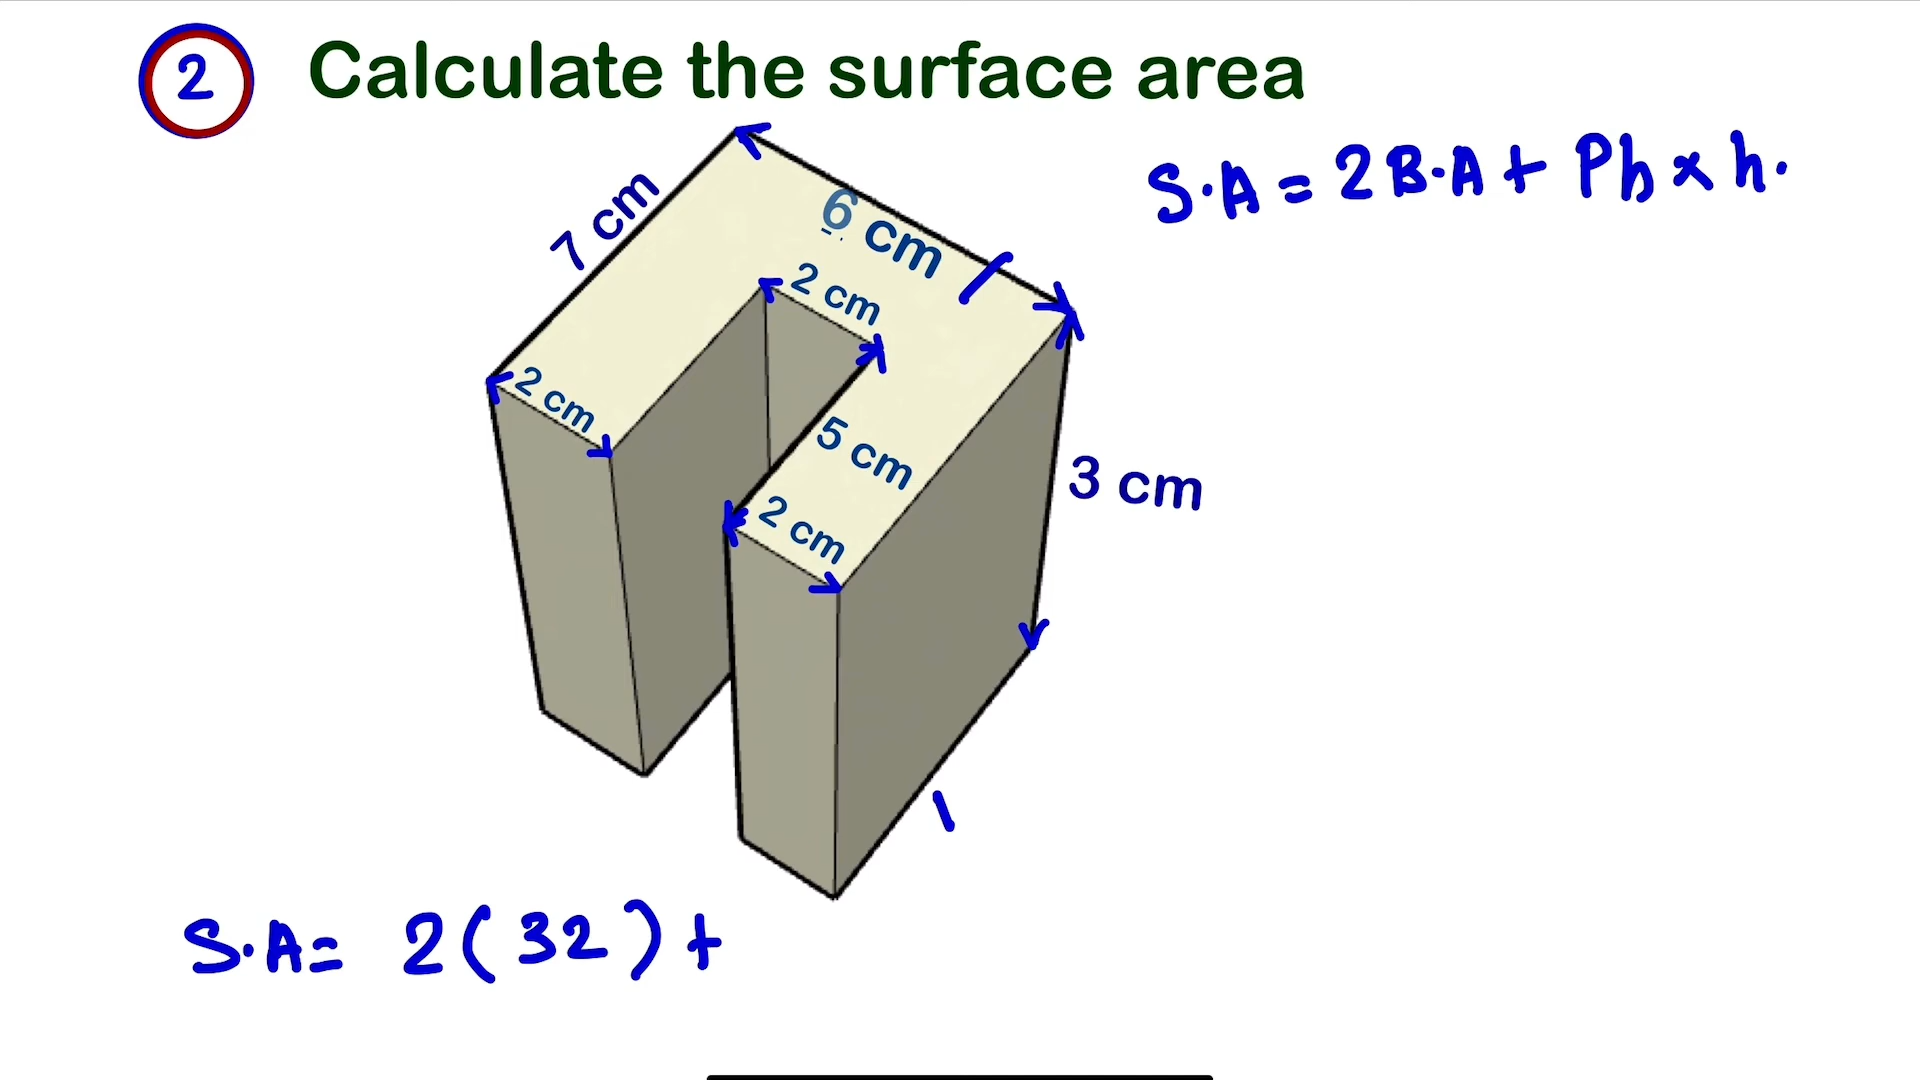 2 Calculate the surface area
S.A = 2B.A + Pb x h.
7 cm
6 cm
2 cm
2 cm
5 cm
3 cm
2 cm
S.A = 2(32) +